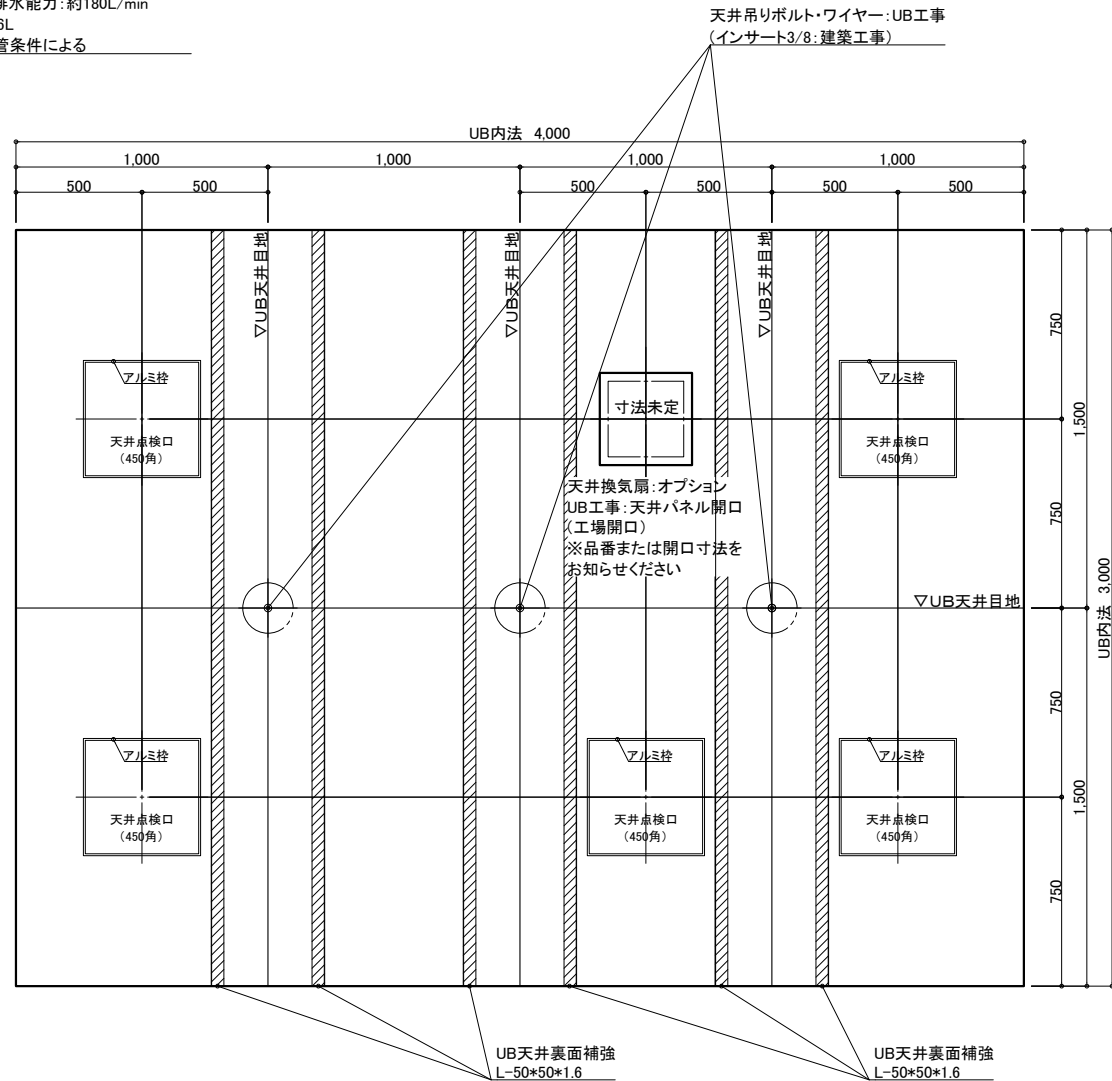 排水能力:約180L/min
6L
管条件による
天井吊りボルト・ワイヤー:UB工事
(インサート3/8:建築工事)
UB内法 4,000
1,000
1,000
1,000
1,000
500
500
500
500
500
500
▽UB天井目地
▽UB天井目地
▽UB天井目地
アルミ枠
天井点検口
(450角)
寸法未定
アルミ枠
天井点検口
(450角)
天井換気扇:オプション
UB工事:天井パネル開口
(工場開口)
※品番または開口寸法を
お知らせください
▽UB天井目地
750
750
750
750
1,500
1,500
UB内法 3,000
アルミ枠
天井点検口
(450角)
アルミ枠
天井点検口
(450角)
アルミ枠
天井点検口
(450角)
UB天井裏面補強
L-50*50*1.6
UB天井裏面補強
L-50*50*1.6